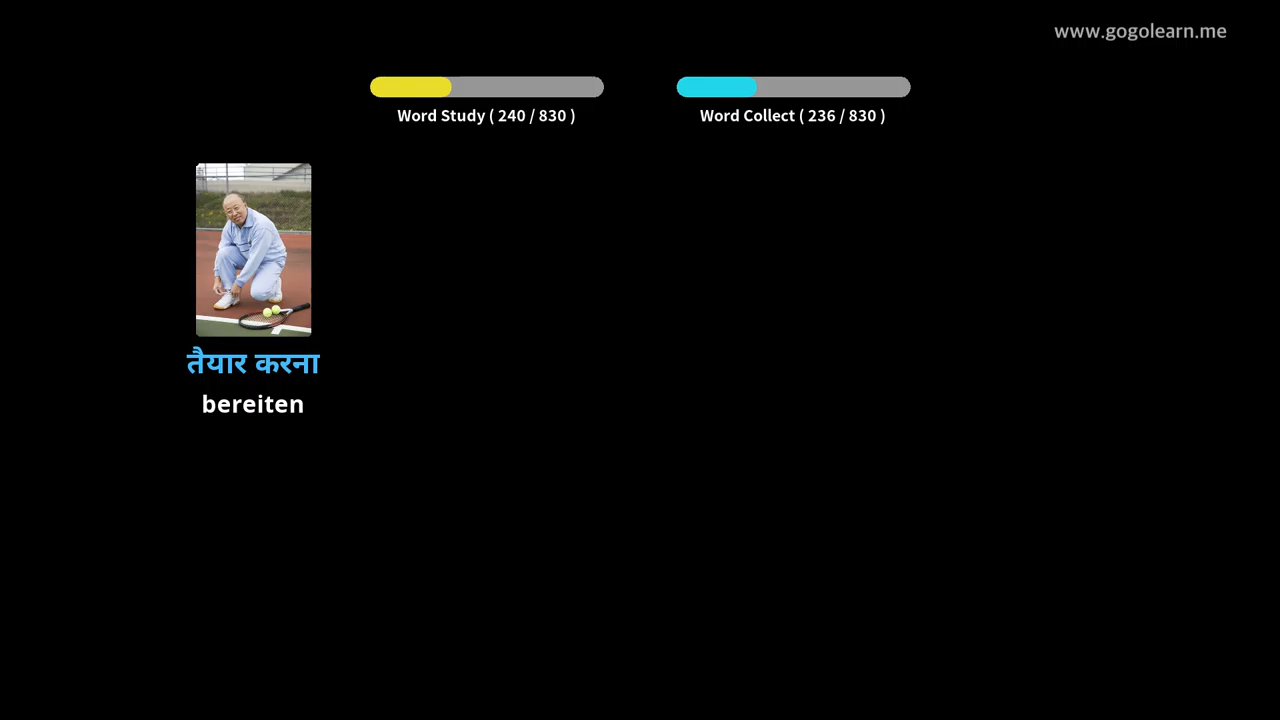 www.gogolearn.me
Word Study ( 240 / 830 )
Word Collect ( 236 / 830 )
तैयार करना
bereiten